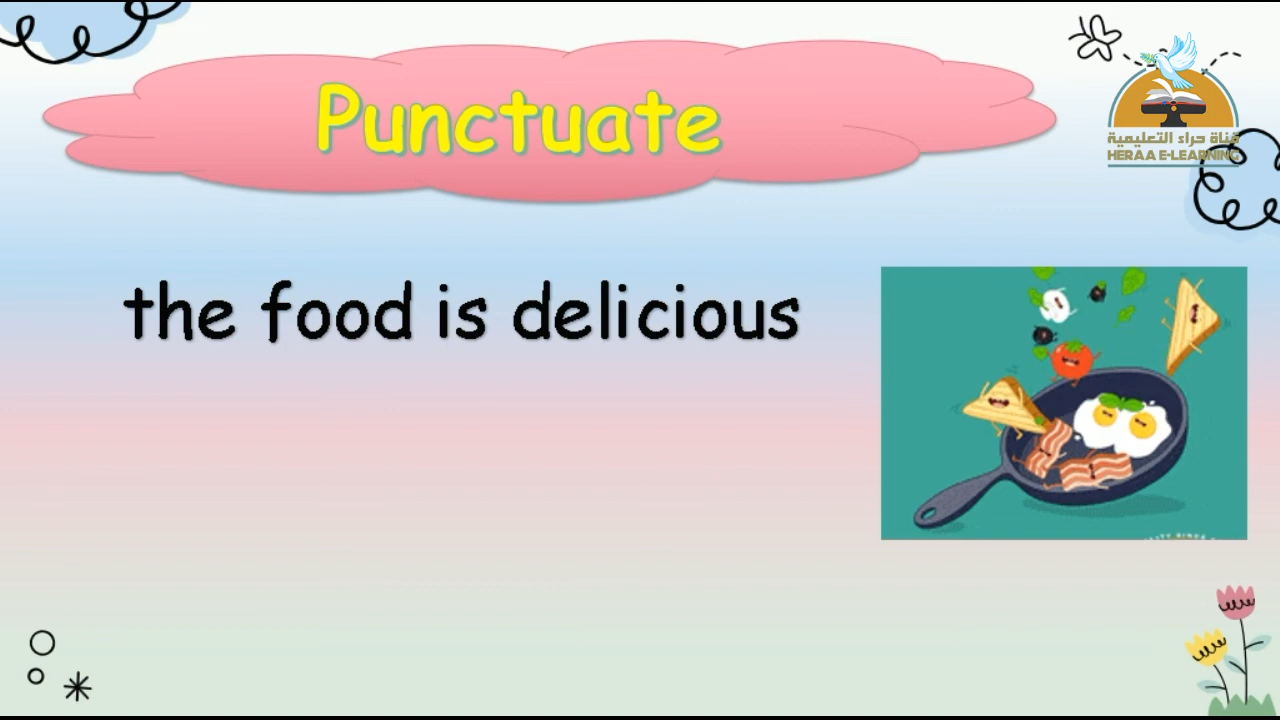 Punctuate
قناة حراء التعليمية
HERAA E-LEARNING
the food is delicious